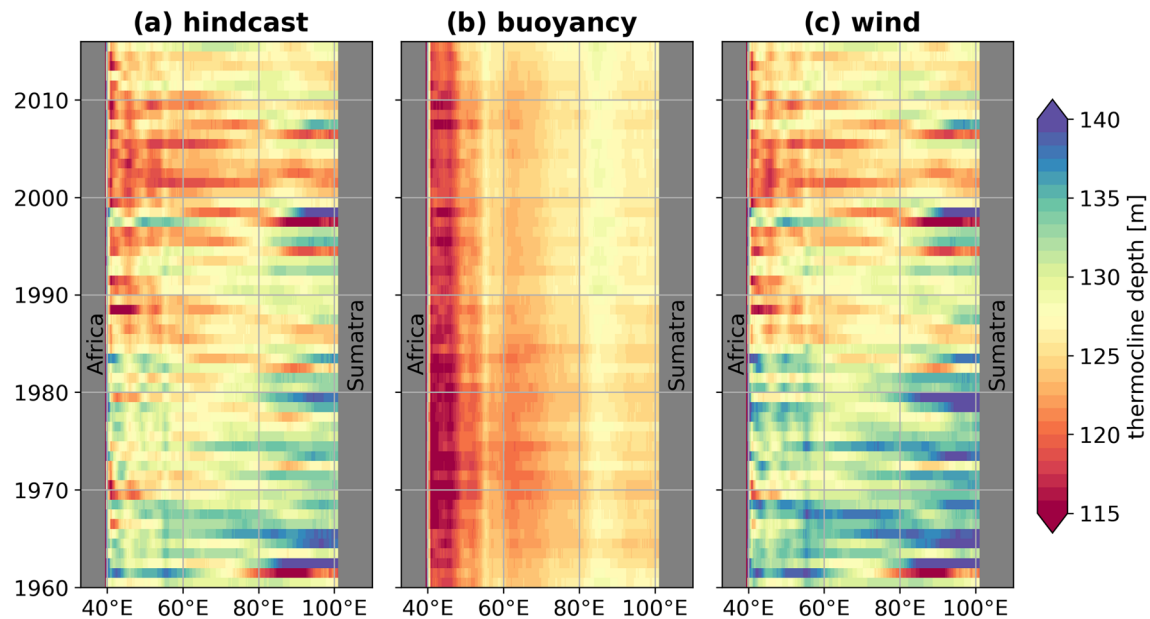 (a) hindcast
(b) buoyancy
(c) wind
2010
2000
1990
1980
1970
1960
Africa
Sumatra
Africa
Sumatra
Africa
Sumatra
40°E 60°E 80°E 100°E
40°E 60°E 80°E 100°E
40°E 60°E 80°E 100°E
140
135
130
125
120
115
thermocline depth [m]